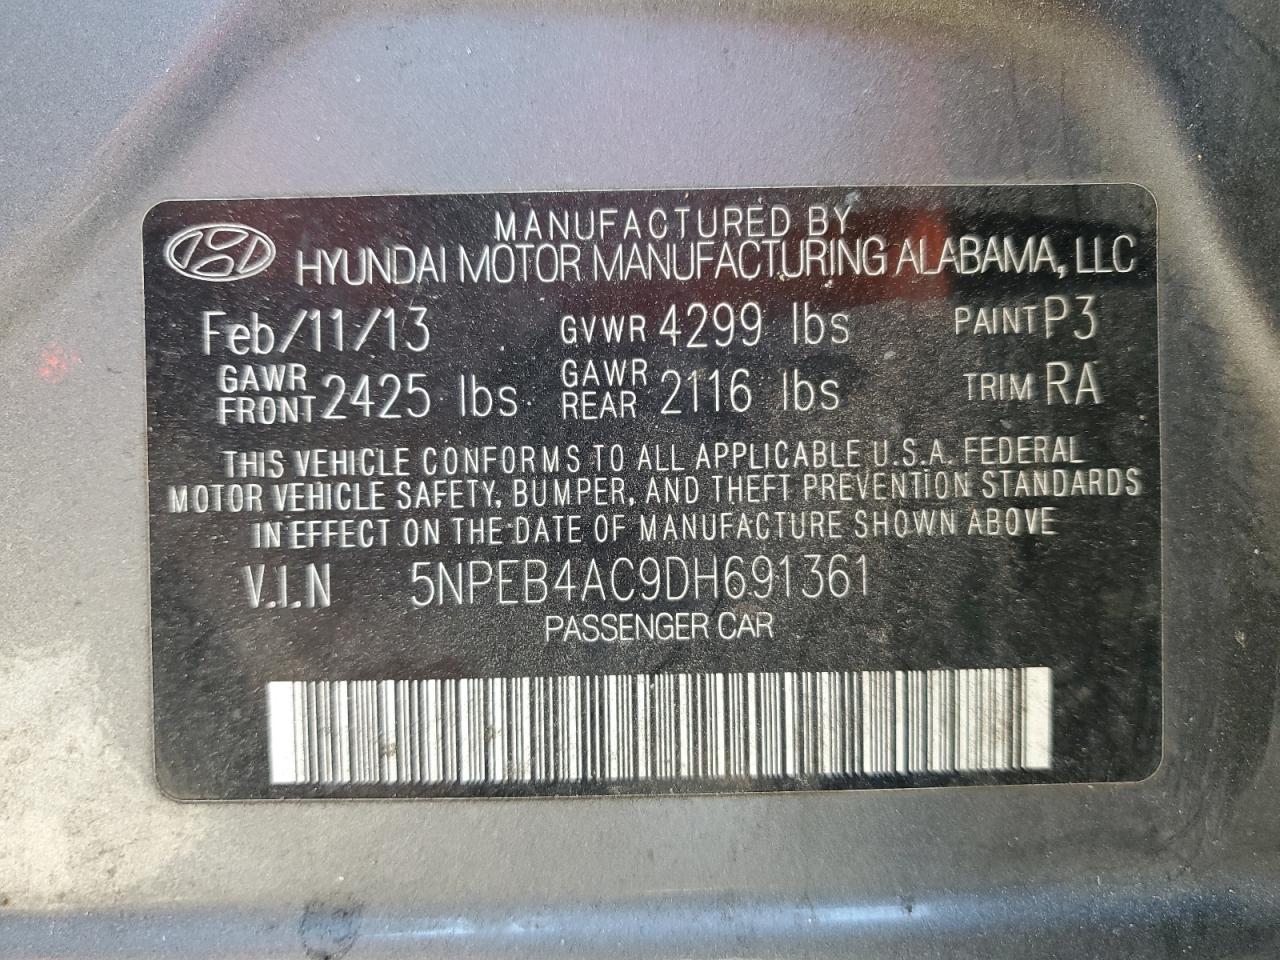 MANUFACTURED BY
HYUNDAI MOTOR MANUFACTURING ALABAMA, LLC
Feb/11/13 GVWR 4299 lbs PAINT P3
GAWR FRONT 2425 lbs GAWR REAR 2116 lbs TRIM RA
THIS VEHICLE CONFORMS TO ALL APPLICABLE U.S.A. FEDERAL
MOTOR VEHICLE SAFETY, BUMPER, AND THEFT PREVENTION STANDARDS
IN EFFECT ON THE DATE OF MANUFACTURE SHOWN ABOVE
V.I.N 5NPEB4AC9DH691361
PASSENGER CAR